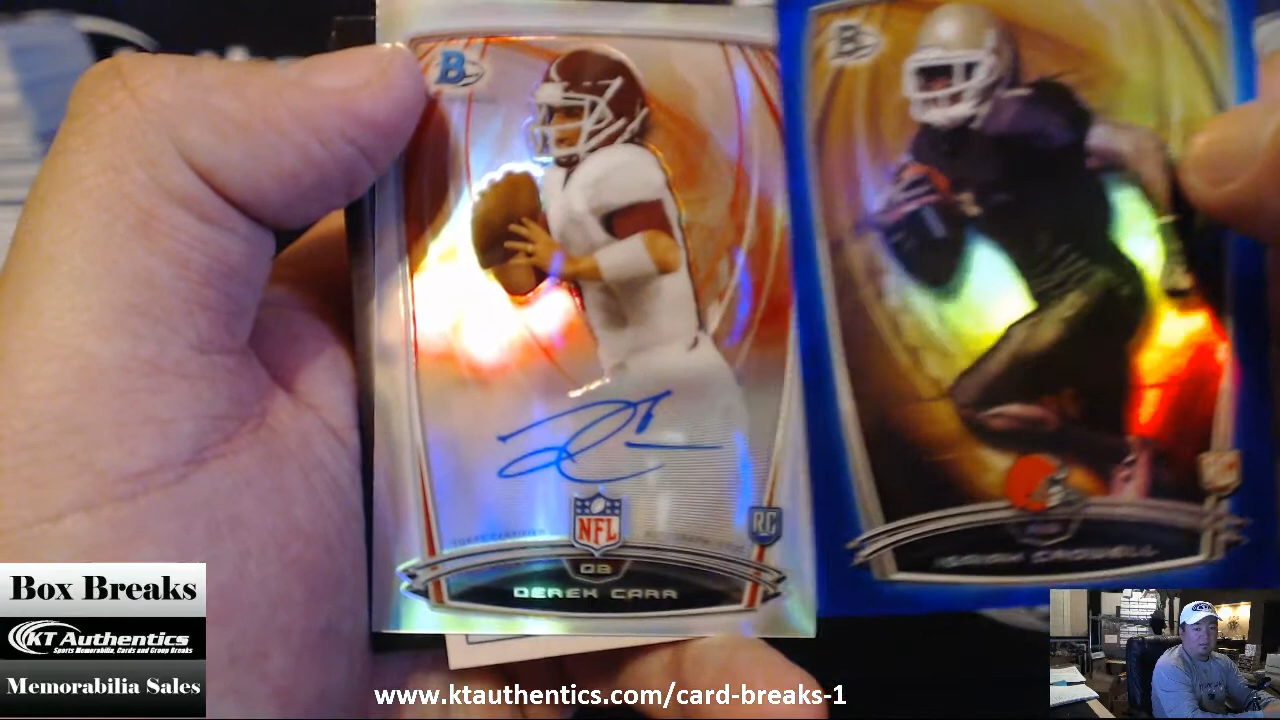 B
B
NFL
RC
QB
DEREK CARR
Box Breaks
KT Authentics
Sports Memorabilia, Cards and Group Breaks
Memorabilia Sales
www.ktauthentics.com/card-breaks-1